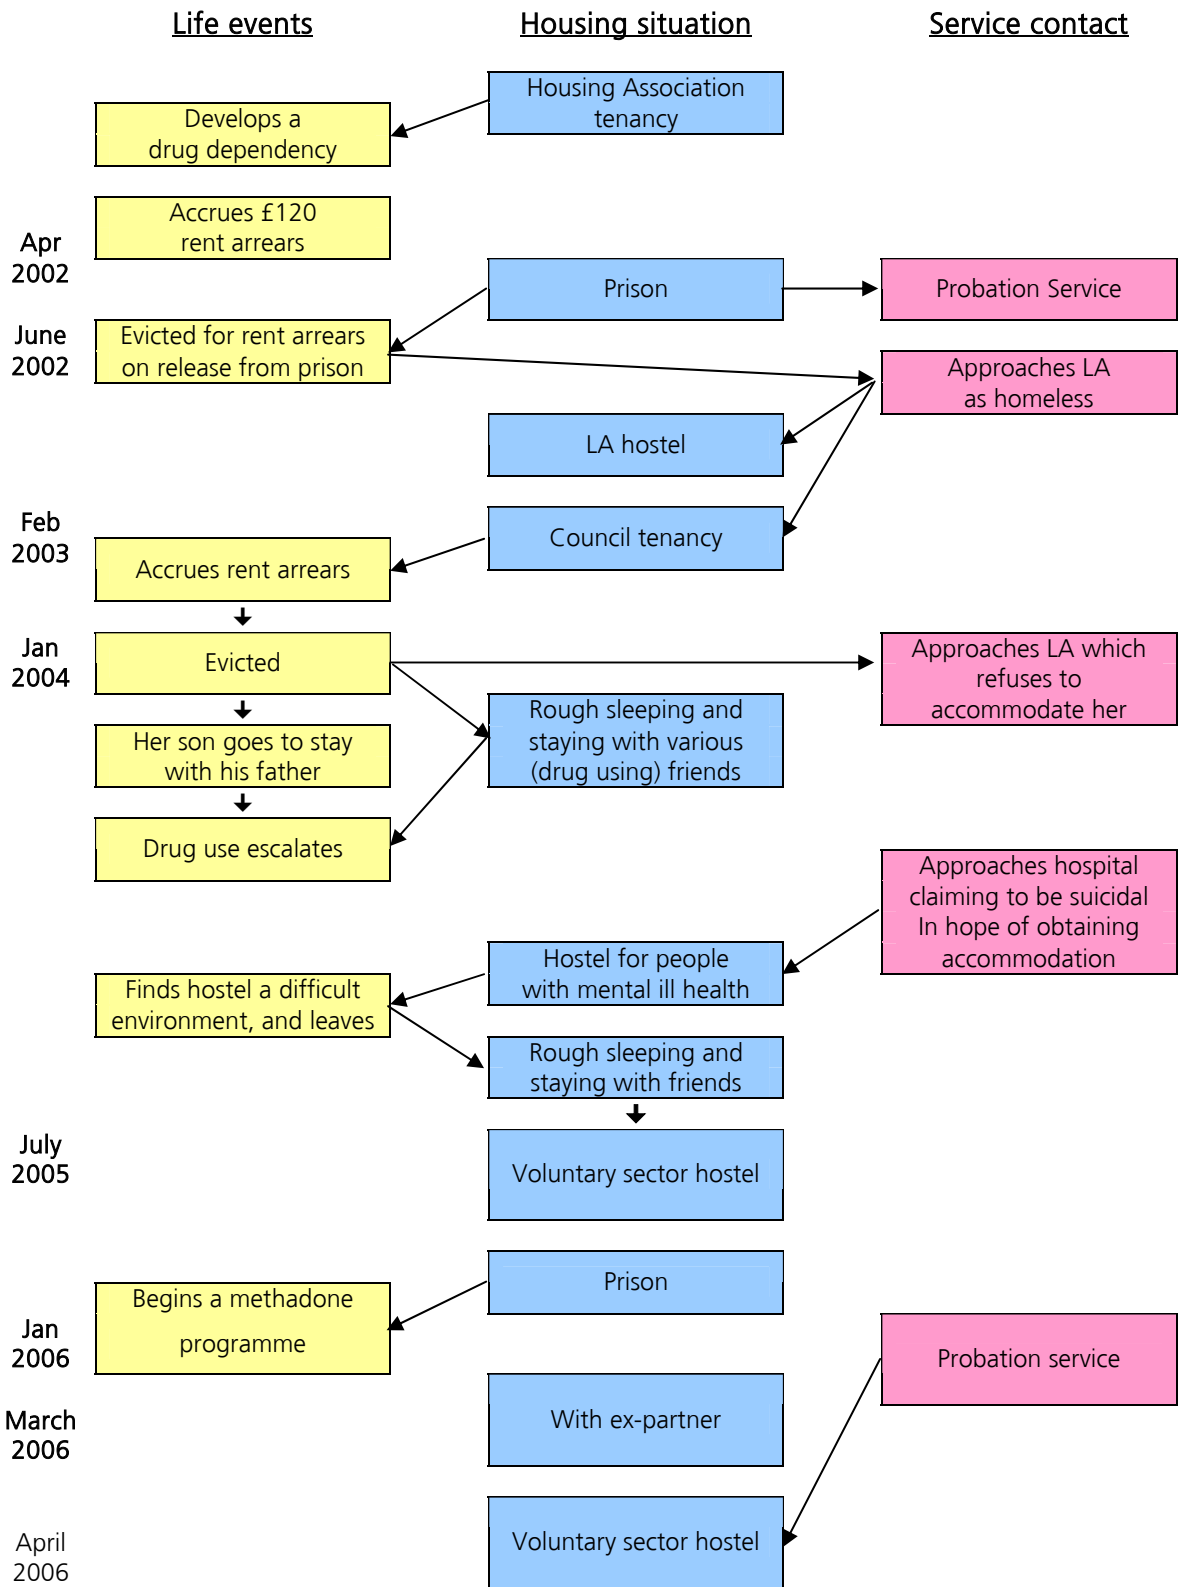 Life events
Housing situation
Service contact
Housing Association
tenancy
Develops a
drug dependency
Accrues £120
rent arrears
Apr
2002
Prison
Probation Service
June
2002
Evicted for rent arrears
on release from prison
Approaches LA
as homeless
LA hostel
Feb
2003
Council tenancy
Accrues rent arrears
Jan
2004
Evicted
Approaches LA which
refuses to
accommodate her
Rough sleeping and
staying with various
(drug using) friends
Her son goes to stay
with his father
Drug use escalates
Approaches hospital
claiming to be suicidal
In hope of obtaining
accommodation
Hostel for people
with mental ill health
Finds hostel a difficult
environment, and leaves
Rough sleeping and
staying with friends
July
2005
Voluntary sector hostel
Prison
Begins a methadone
programme
Jan
2006
Probation service
With ex-partner
March
2006
Voluntary sector hostel
April
2006